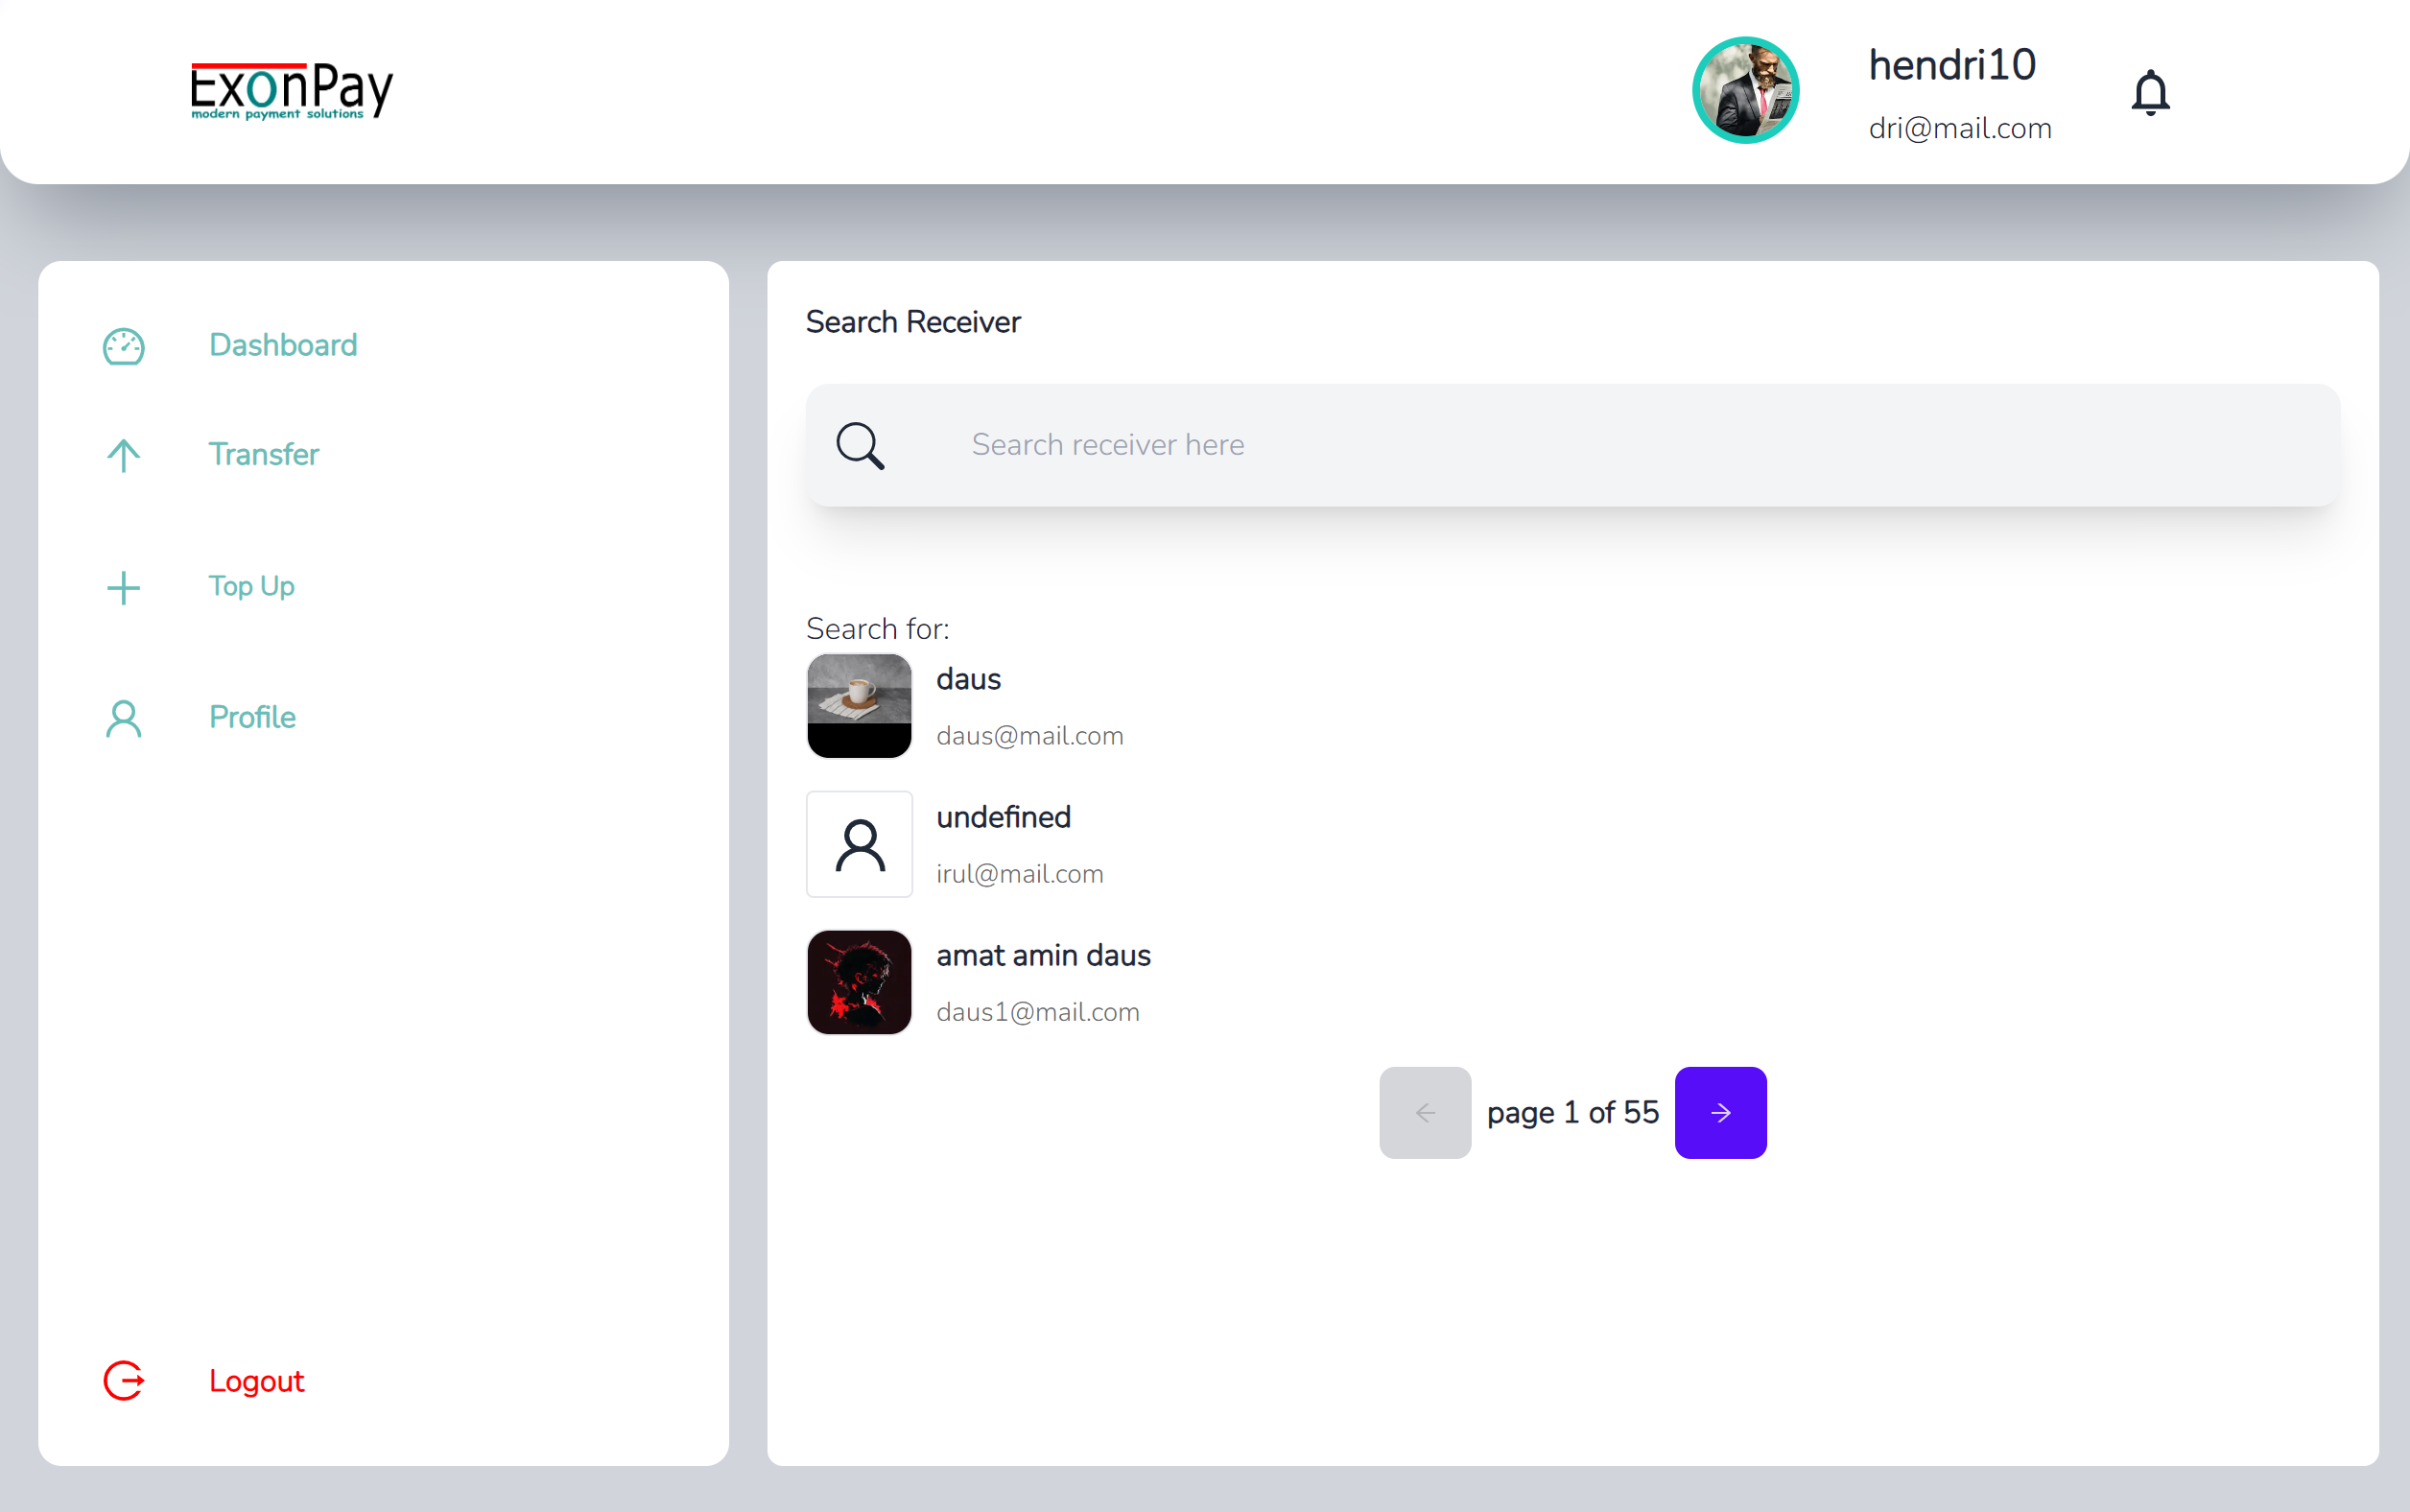 ExonPay
modern payment solutions
hendri10
dri@mail.com
Dashboard
Transfer
Top Up
Profile
Logout
Search Receiver
Search receiver here
Search for:
daus
daus@mail.com
undefined
irul@mail.com
amat amin daus
daus1@mail.com
page 1 of 55